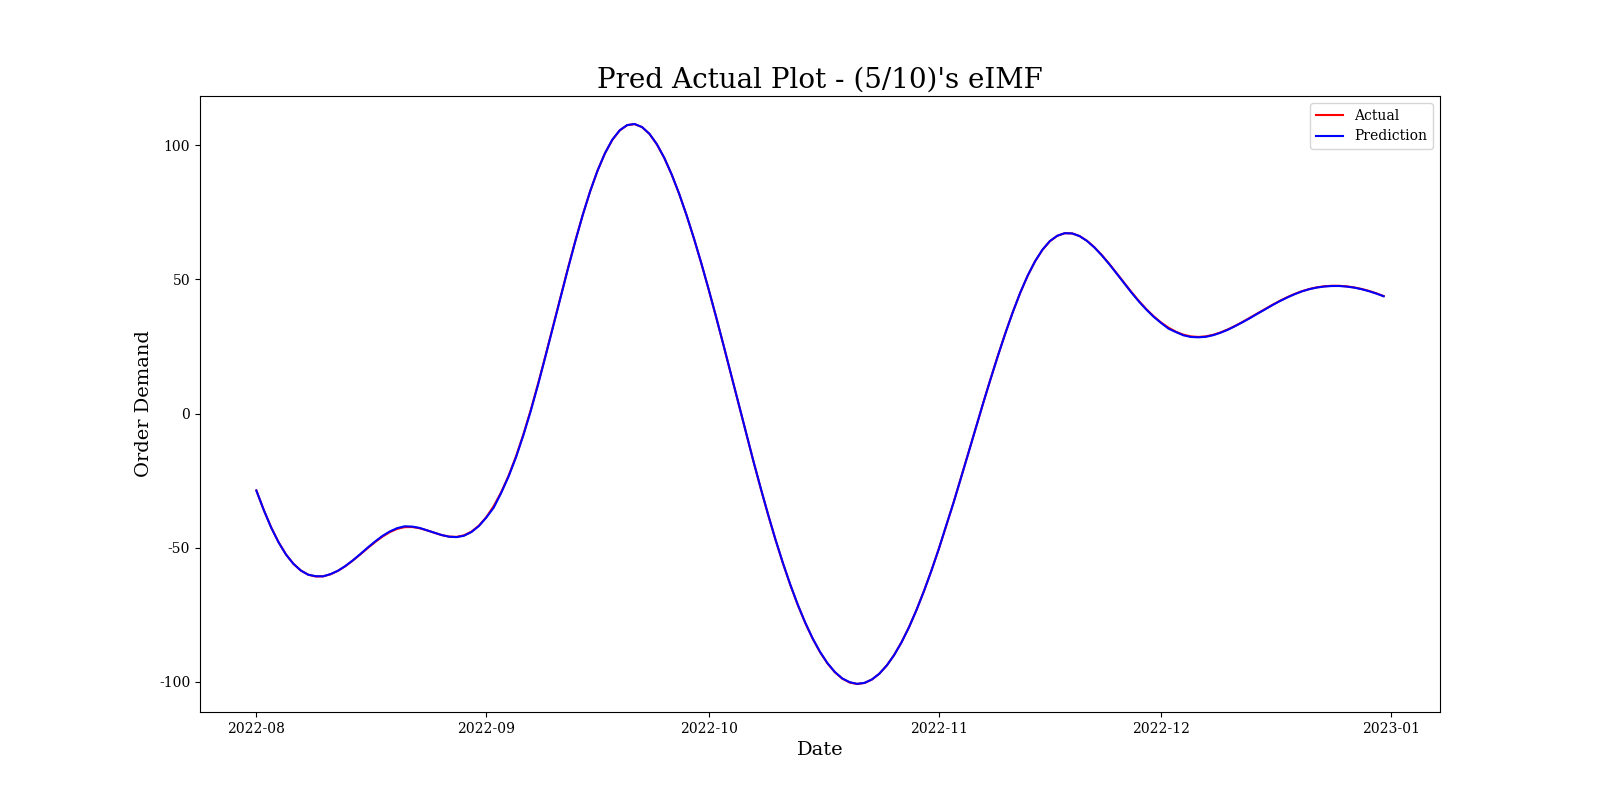 Pred Actual Plot - (5/10)'s eIMF
Actual
Prediction
100
50
0
-50
-100
Order Demand
2022-08 2022-09 2022-10 2022-11 2022-12 2023-01
Date